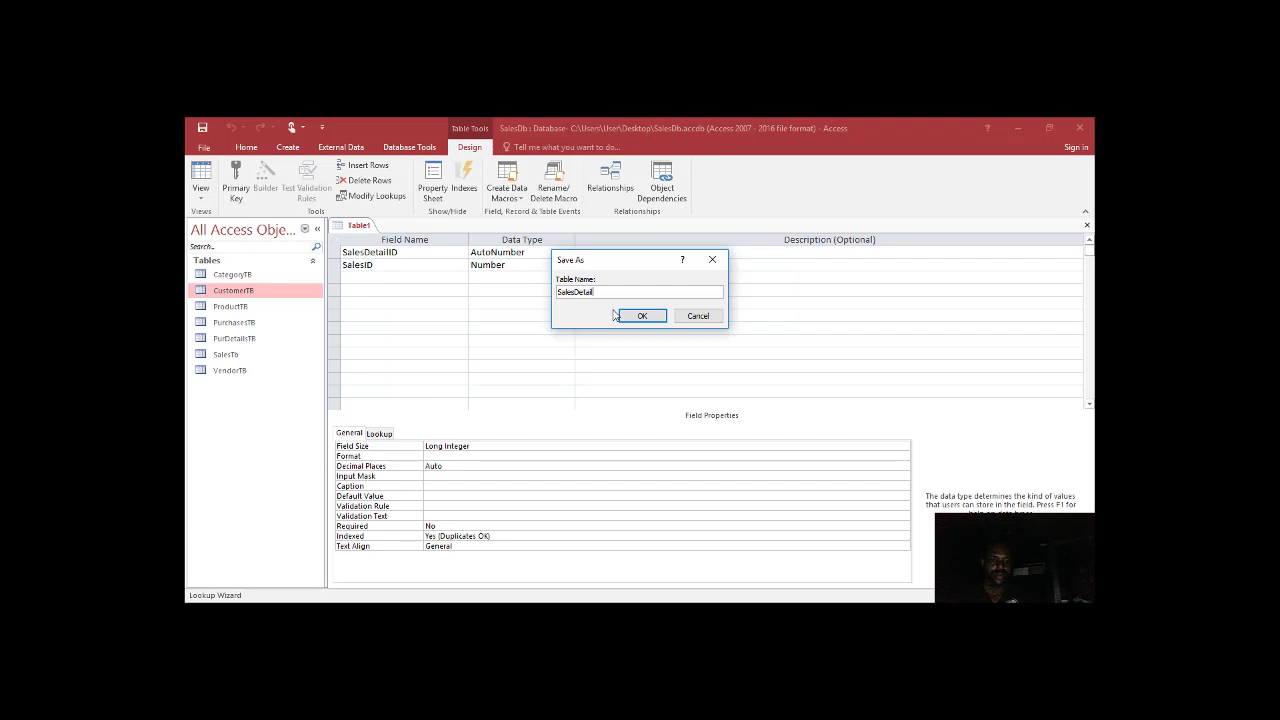 Table Tools
SalesDb : Database- C:\Users\User\Desktop\SalesDb.accdb (Access 2007 - 2016 file format) - Access
?
File
Home
Create
External Data
Database Tools
Design
Tell me what you want to do...
Sign in
View
Primary Key
Builder
Test Validation Rules
Insert Rows
Delete Rows
Modify Lookups
Property Sheet
Indexes
Create Data Macros
Rename/ Delete Macro
Relationships
Object Dependencies
Views
Tools
Show/Hide
Field, Record & Table Events
Relationships
All Access Obje...
Search...
Tables
CategoryTB
CustomerTB
ProductTB
PurchasesTB
PurDetailsTB
SalesTb
VendorTB
Table1
Field Name
Data Type
Description (Optional)
SalesDetailID
AutoNumber
SalesID
Number
Save As
?
Table Name:
SalesDetail
OK
Cancel
Field Properties
General
Lookup
Field Size
Long Integer
Format
Decimal Places
Auto
Input Mask
Caption
Default Value
Validation Rule
Validation Text
Required
No
Indexed
Yes (Duplicates OK)
Text Align
General
The data type determines the kind of values
that users can store in the field. Press F1 for
Lookup Wizard